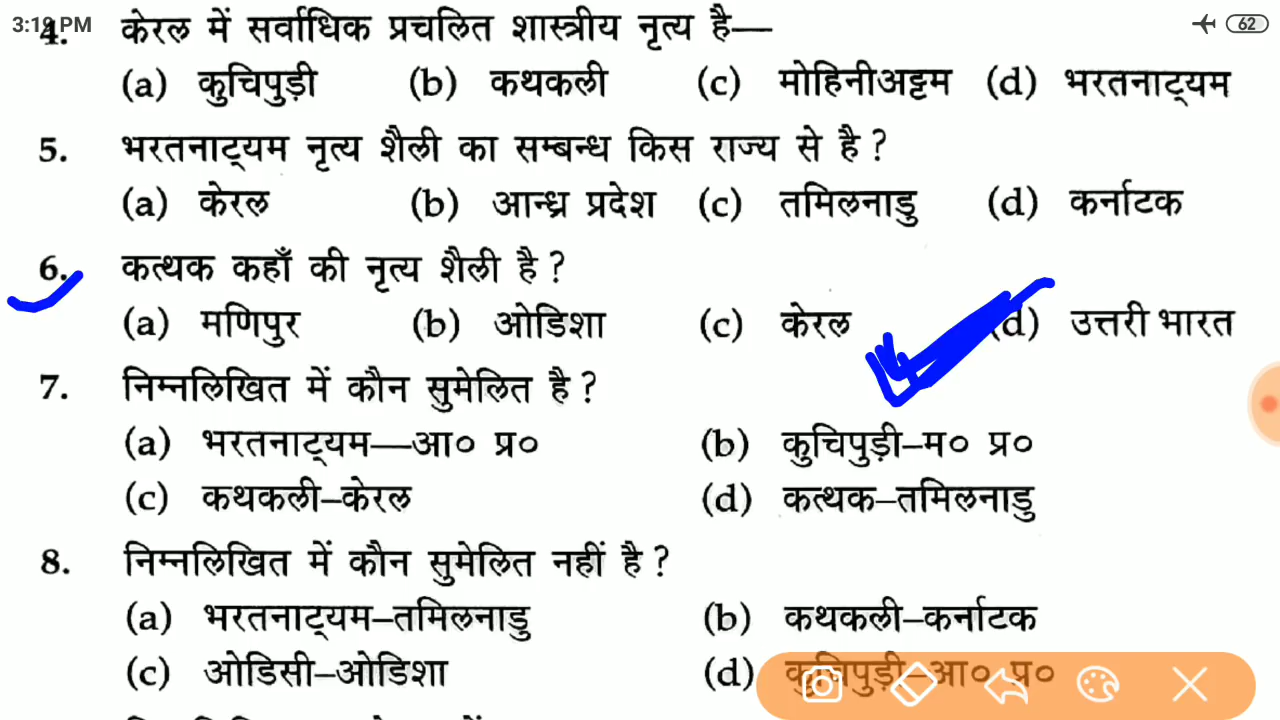 3:19 PM
62
4. केरल में सर्वाधिक प्रचलित शास्त्रीय नृत्य है—
(a) कुचिपुड़ी (b) कथकली (c) मोहिनीअट्टम (d) भरतनाट्यम
5. भरतनाट्यम नृत्य शैली का सम्बन्ध किस राज्य से है ?
(a) केरल (b) आन्ध्र प्रदेश (c) तमिलनाडु (d) कर्नाटक
6. कत्थक कहाँ की नृत्य शैली है ?
(a) मणिपुर (b) ओडिशा (c) केरल (d) उत्तरी भारत
7. निम्नलिखित में कौन सुमेलित है ?
(a) भरतनाट्यम—आ० प्र० (b) कुचिपुड़ी–म० प्र०
(c) कथकली–केरल (d) कत्थक–तमिलनाडु
8. निम्नलिखित में कौन सुमेलित नहीं है ?
(a) भरतनाट्यम–तमिलनाडु (b) कथकली–कर्नाटक
(c) ओडिसी–ओडिशा (d) कुचिपुड़ी–आ० प्र०